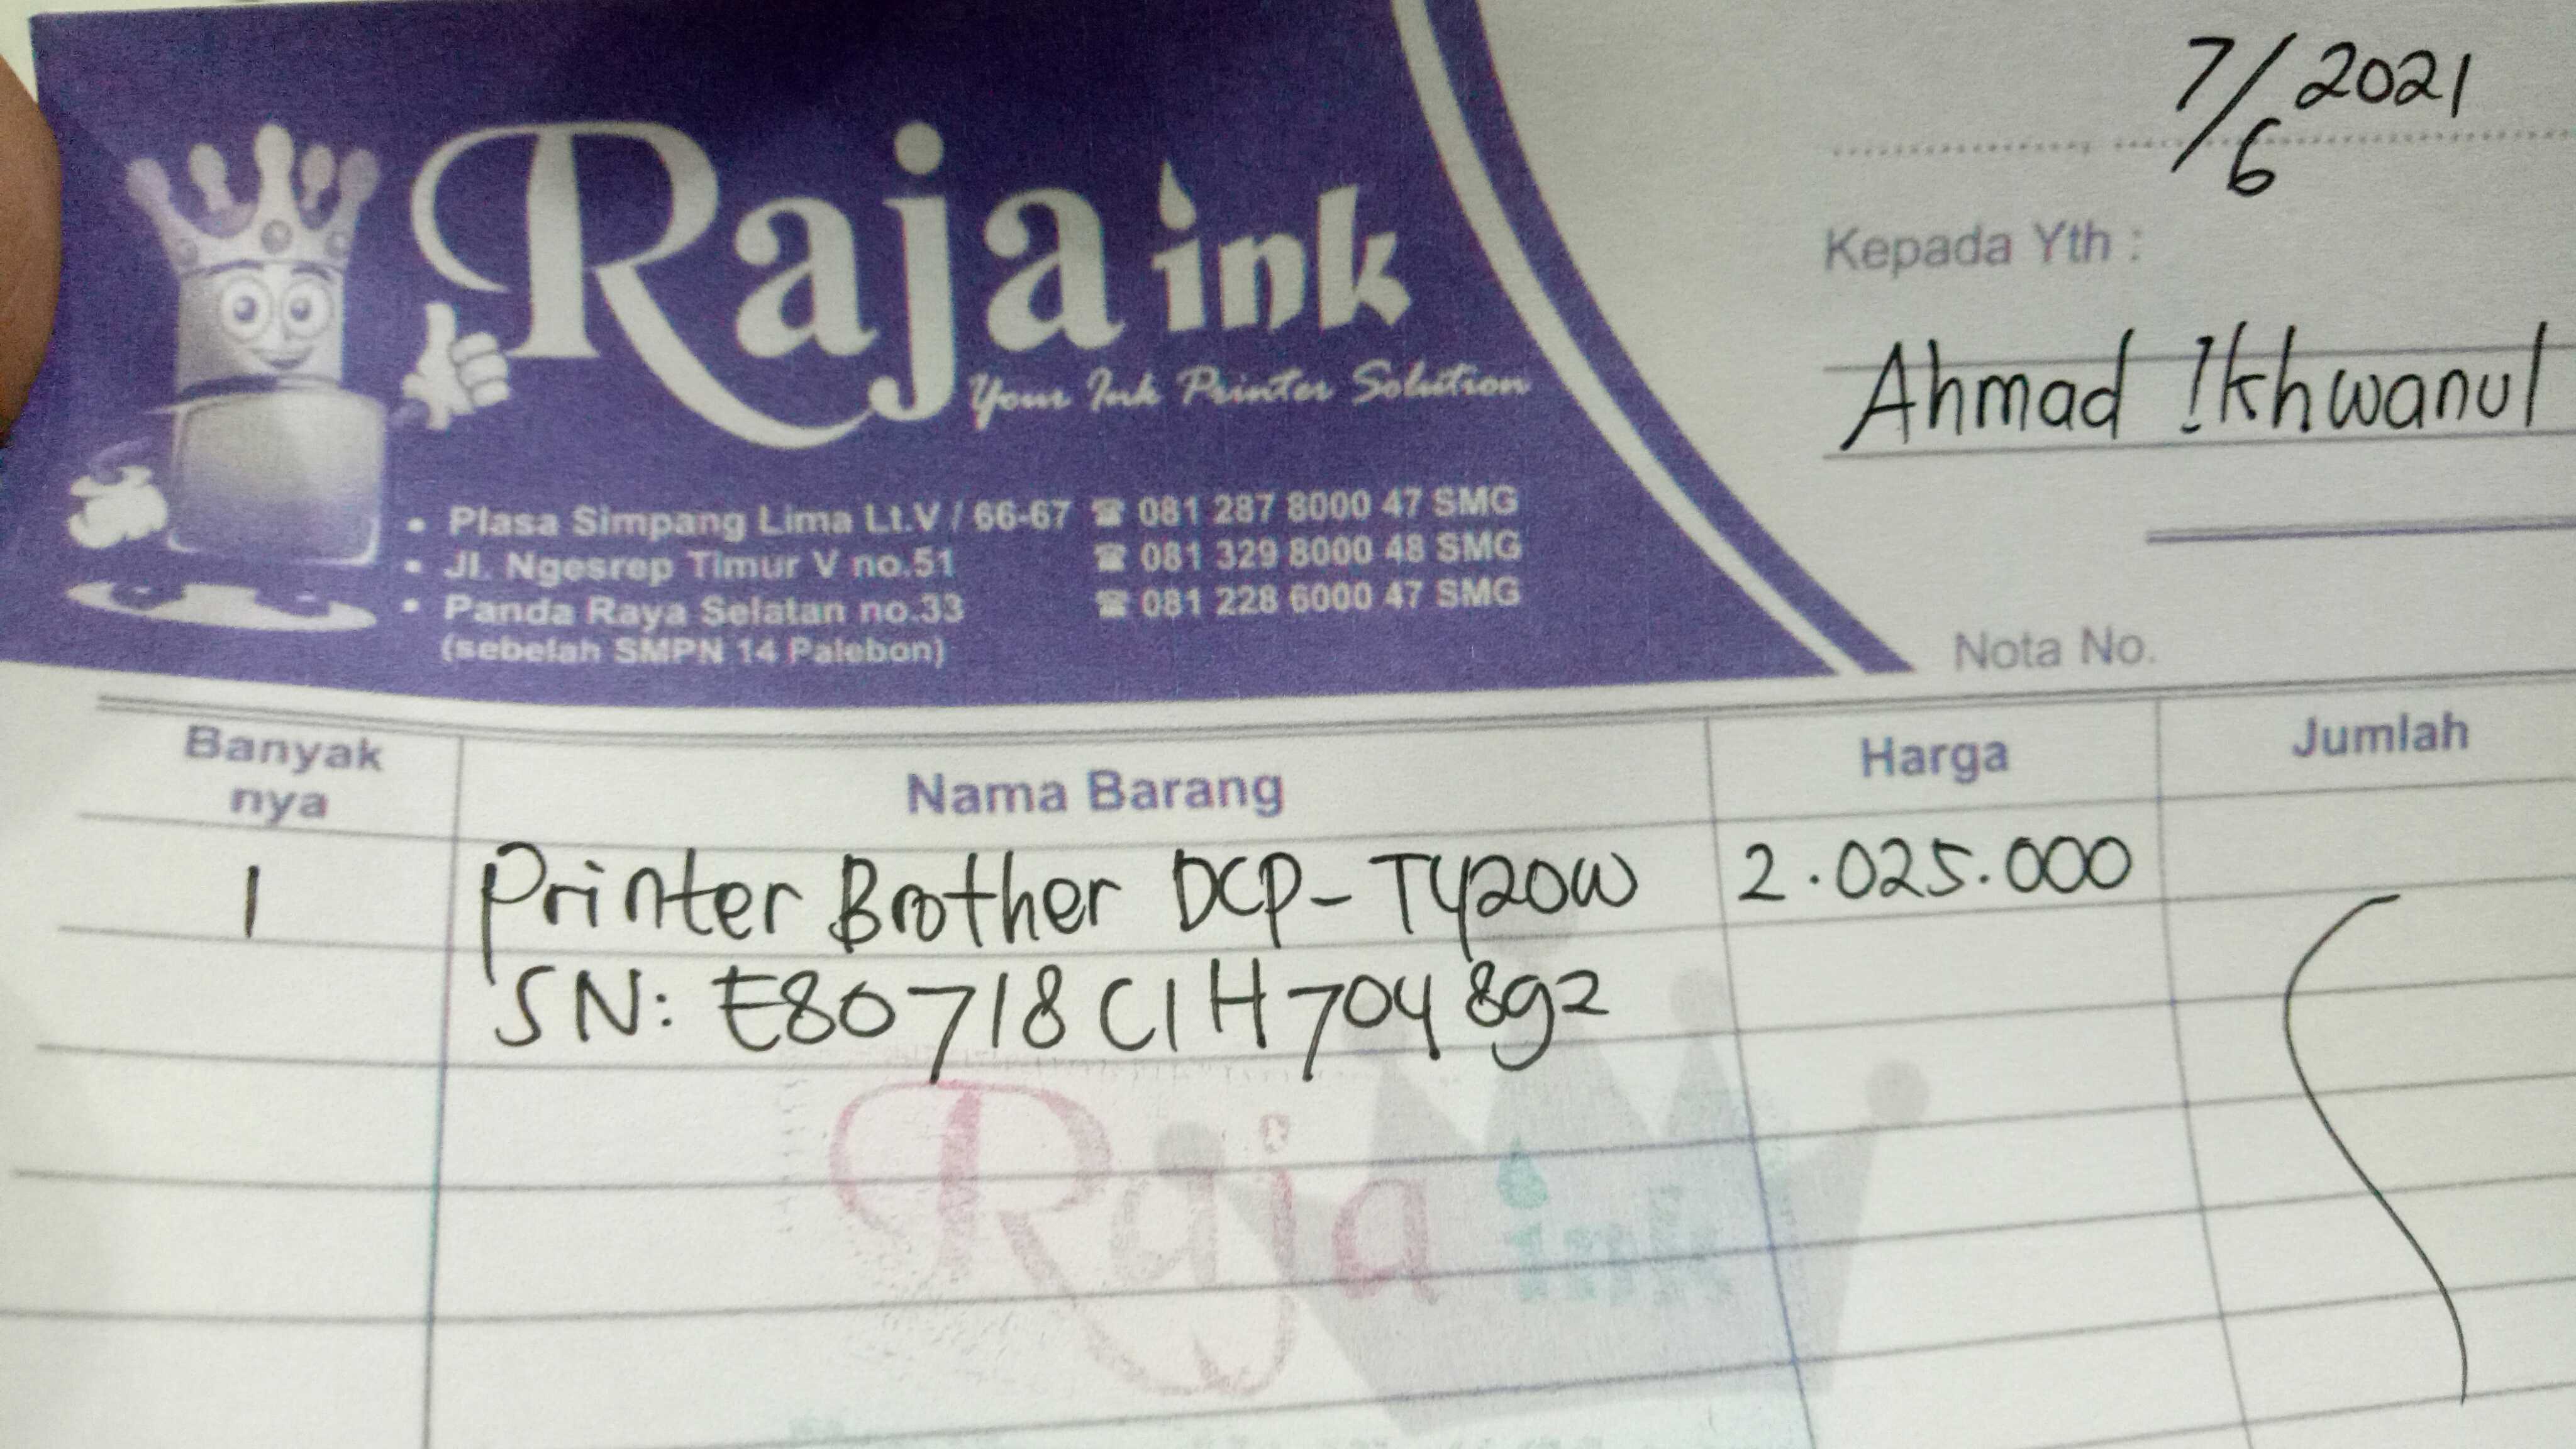 7/6 2021
Raja ink
Your Ink Printer Solution
Kepada Yth :
Ahmad Ikhwanul
• Plasa Simpang Lima Lt.V / 66-67 ☎ 081 287 8000 47 SMG
• Jl. Ngesrep Timur V no.51 ☎ 081 329 8000 48 SMG
• Panda Raya Selatan no.33 ☎ 081 228 6000 47 SMG
(sebelah SMPN 14 Palebon)
Nota No.
Banyak nya Nama Barang Harga Jumlah
1 Printer Brother DCP-T420W 2.025.000
SN: E80718C1H704892
Raja ink